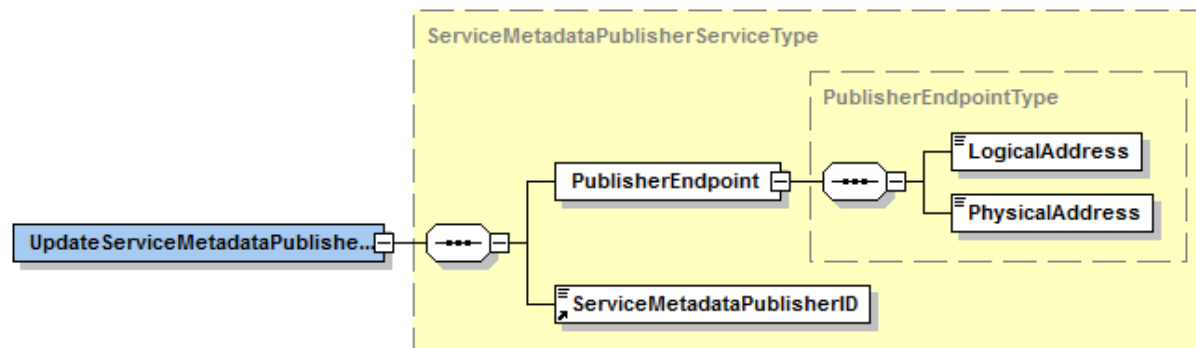 ServiceMetadataPublisherServiceType
PublisherEndpointType
LogicalAddress
PublisherEndpoint
PhysicalAddress
UpdateServiceMetadataPublishe...
ServiceMetadataPublisherID